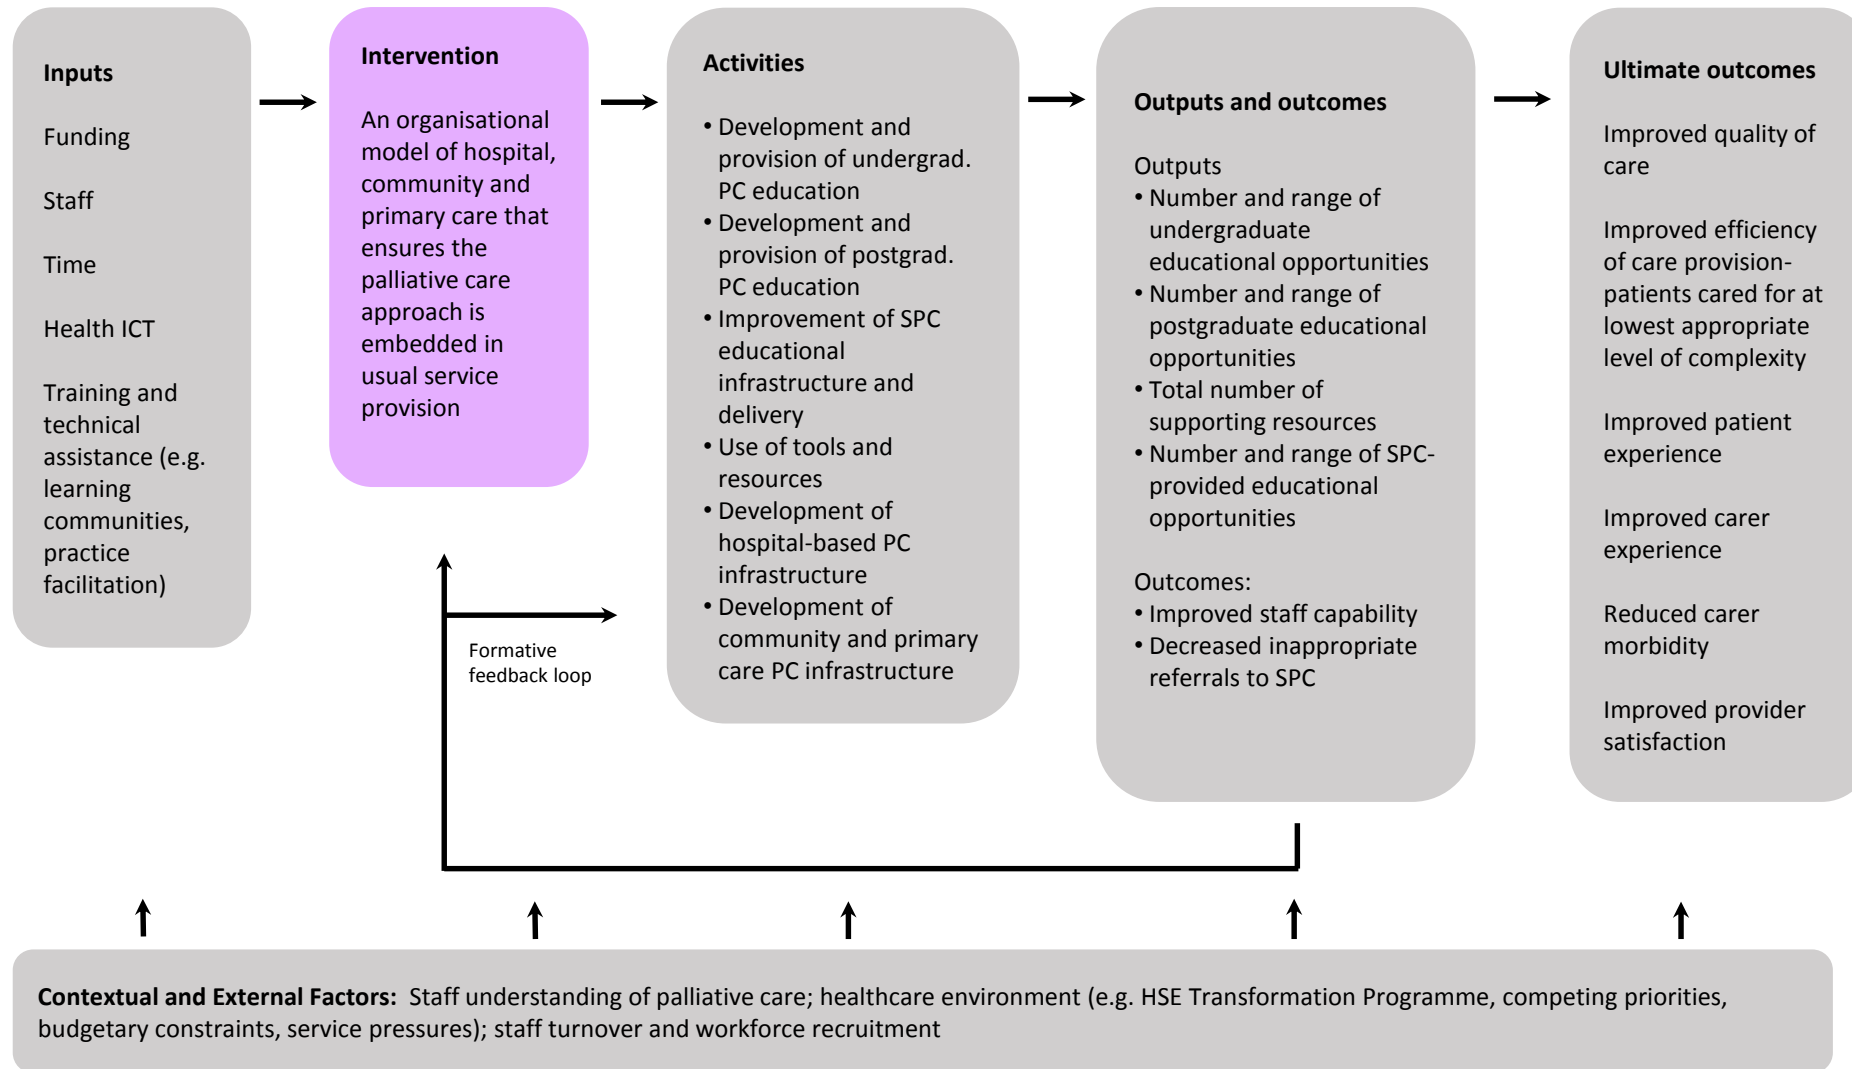 Inputs
Funding
Staff
Time
Health ICT
Training and
technical
assistance (e.g.
learning
communities,
practice
facilitation)
Intervention
An organisational
model of hospital,
community and
primary care that
ensures the
palliative care
approach is
embedded in
usual service
provision
Formative
feedback loop
Activities
• Development and
provision of undergrad.
PC education
• Development and
provision of postgrad.
PC education
• Improvement of SPC
educational
infrastructure and
delivery
• Use of tools and
resources
• Development of
hospital-based PC
infrastructure
• Development of
community and primary
care PC infrastructure
Outputs and outcomes
Outputs
• Number and range of
undergraduate
educational opportunities
• Number and range of
postgraduate educational
opportunities
• Total number of
supporting resources
• Number and range of SPC-
provided educational
opportunities
Outcomes:
• Improved staff capability
• Decreased inappropriate
referrals to SPC
Ultimate outcomes
Improved quality of
care
Improved efficiency
of care provision-
patients cared for at
lowest appropriate
level of complexity
Improved patient
experience
Improved carer
experience
Reduced carer
morbidity
Improved provider
satisfaction
Contextual and External Factors: Staff understanding of palliative care; healthcare environment (e.g. HSE Transformation Programme, competing priorities,
budgetary constraints, service pressures); staff turnover and workforce recruitment